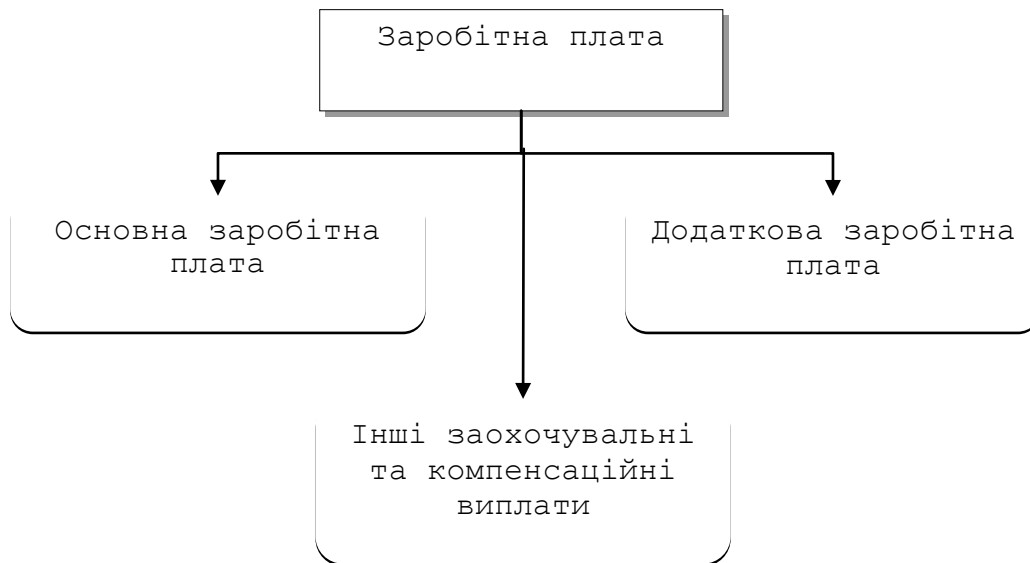 Заробітна плата
Основна заробітна
плата
Додаткова заробітна
плата
Інші заохочувальні
та компенсаційні
виплати